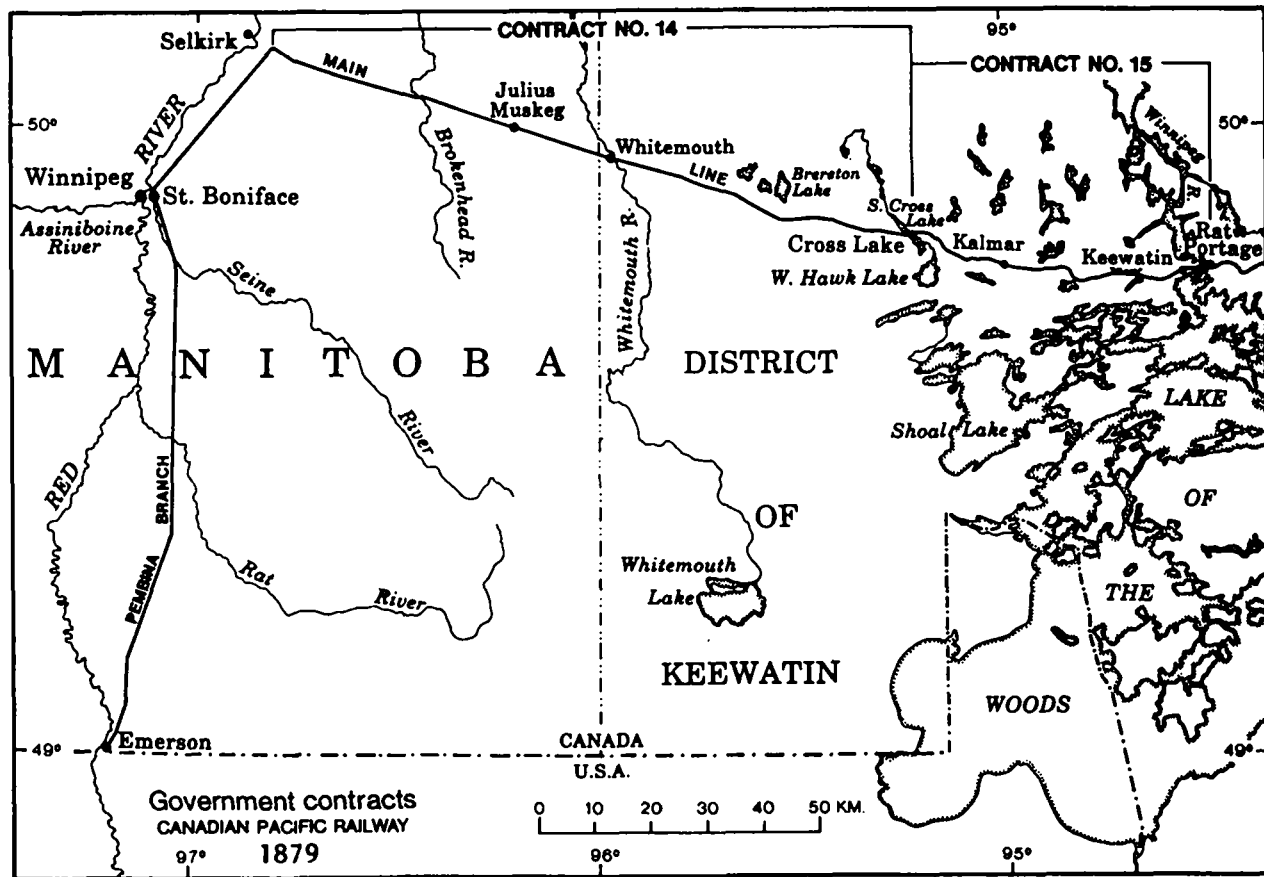 CONTRACT NO. 14
95°
Selkirk
CONTRACT NO. 15
MAIN
Julius
Muskeg
50°
RIVER
Brokenhead R.
Whitemouth
LINE
Brereton
Lake
Winnipeg
R.
50°
Winnipeg
St. Boniface
S. Cross
Lake
Assiniboine
River
Cross Lake
Kalmar
Keewatin
Rat
Portage
Seine
River
Whitemouth R.
W. Hawk Lake
MANITOBA
DISTRICT
OF
KEEWATIN
LAKE
OF
THE
WOODS
Shoal Lake
RED
BRANCH
PEMBINA
Rat
River
Whitemouth
Lake
49°
Emerson
CANADA
U.S.A.
49°
Government contracts
CANADIAN PACIFIC RAILWAY
1879
0 10 20 30 40 50 KM.
97°
96°
95°